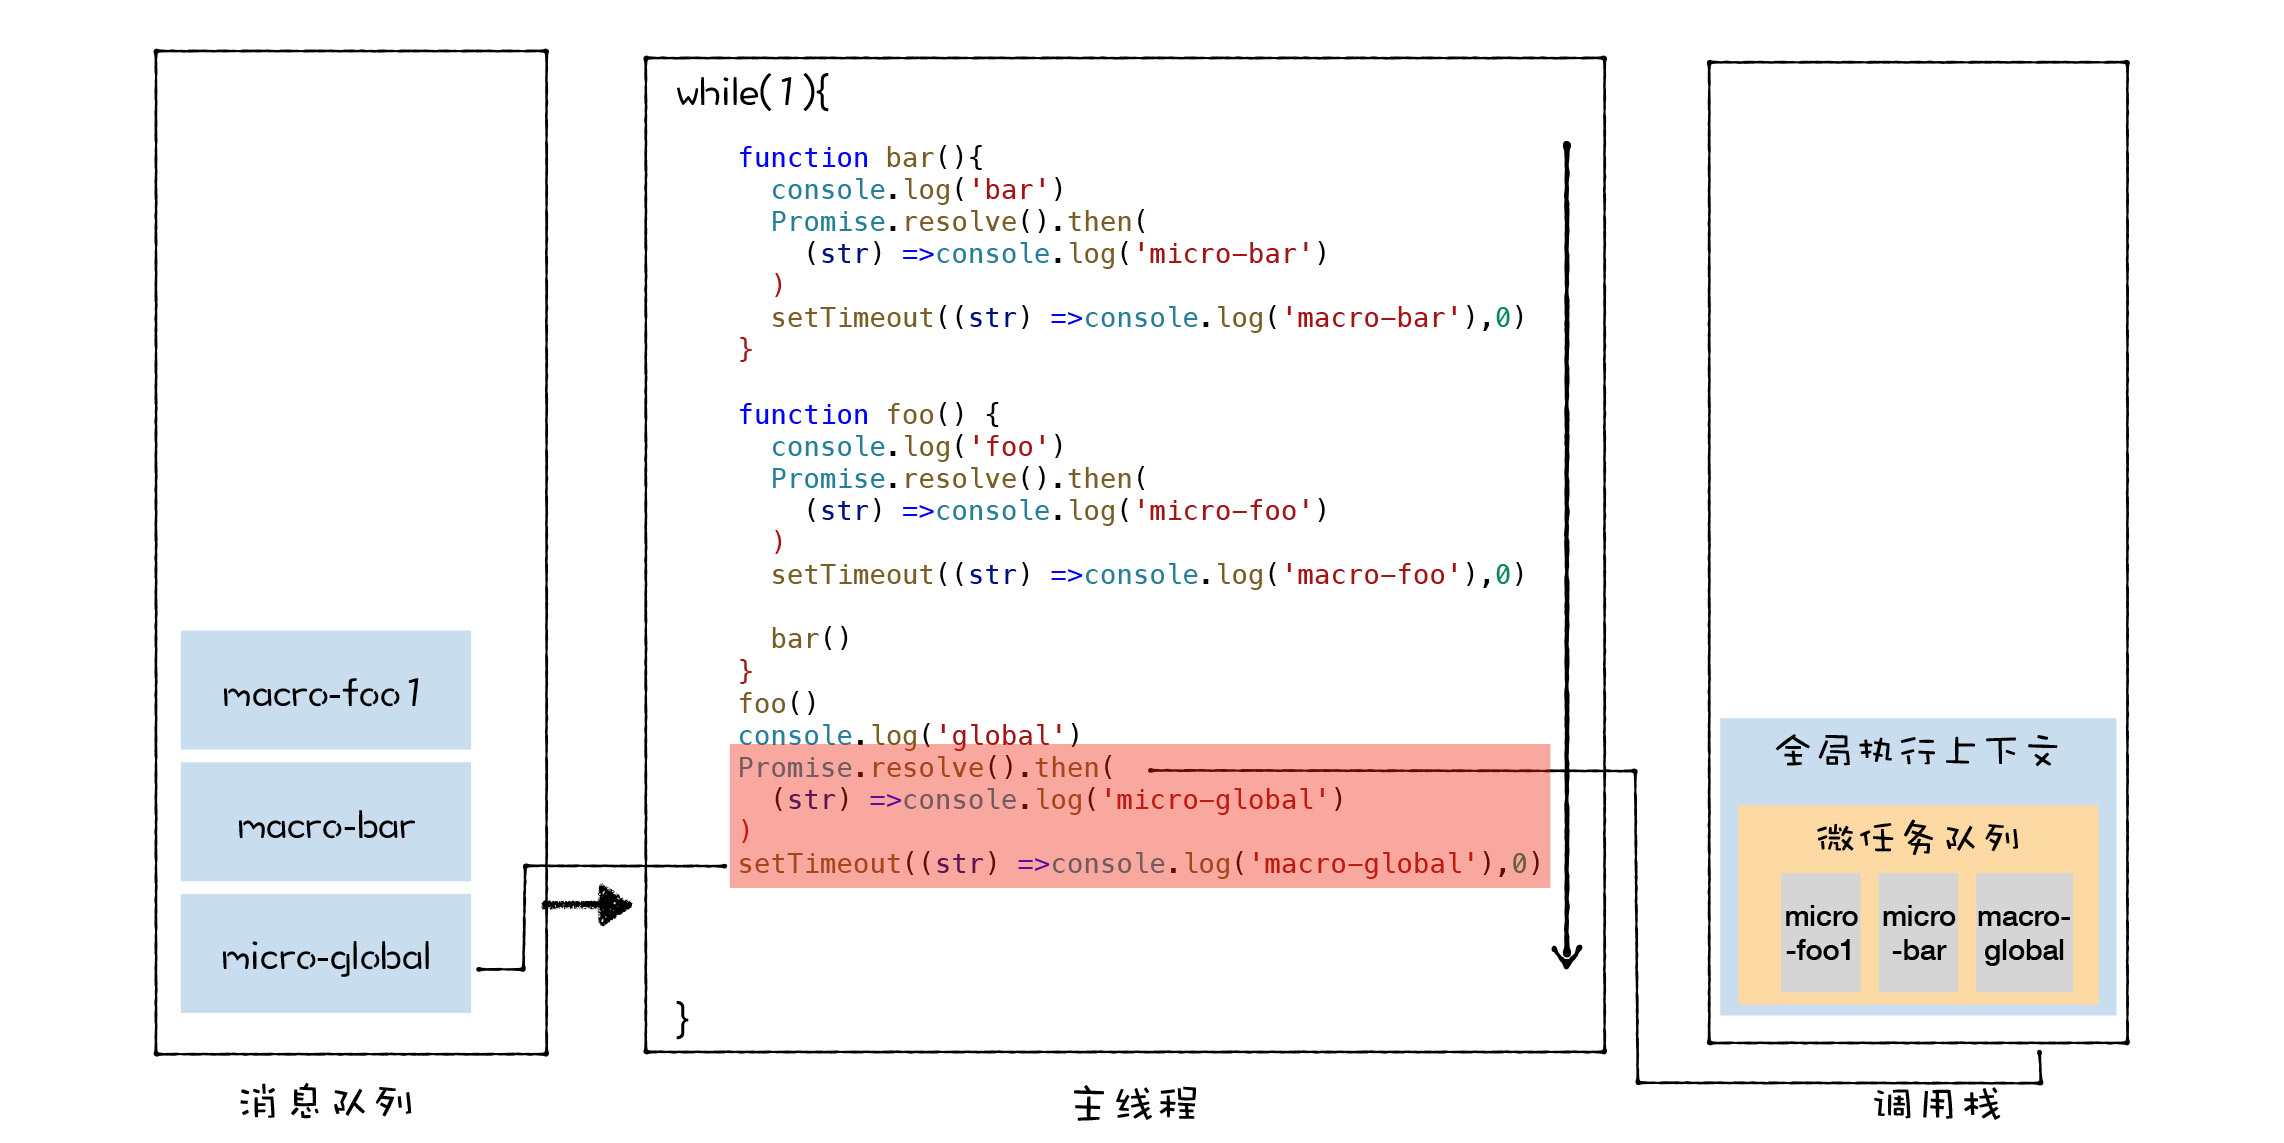 macro-foo1
macro-bar
micro-global
消息队列
while(1){
function bar(){
  console.log('bar')
  Promise.resolve().then(
    (str) =>console.log('micro-bar')
  )
  setTimeout((str) =>console.log('macro-bar'),0)
}
function foo() {
  console.log('foo')
  Promise.resolve().then(
    (str) =>console.log('micro-foo')
  )
  setTimeout((str) =>console.log('macro-foo'),0)
  bar()
}
foo()
console.log('global')
Promise.resolve().then(
  (str) =>console.log('micro-global')
)
setTimeout((str) =>console.log('macro-global'),0)
}
主线程
全局执行上下文
微任务队列
micro
-foo1
micro
-bar
macro-
global
调用栈